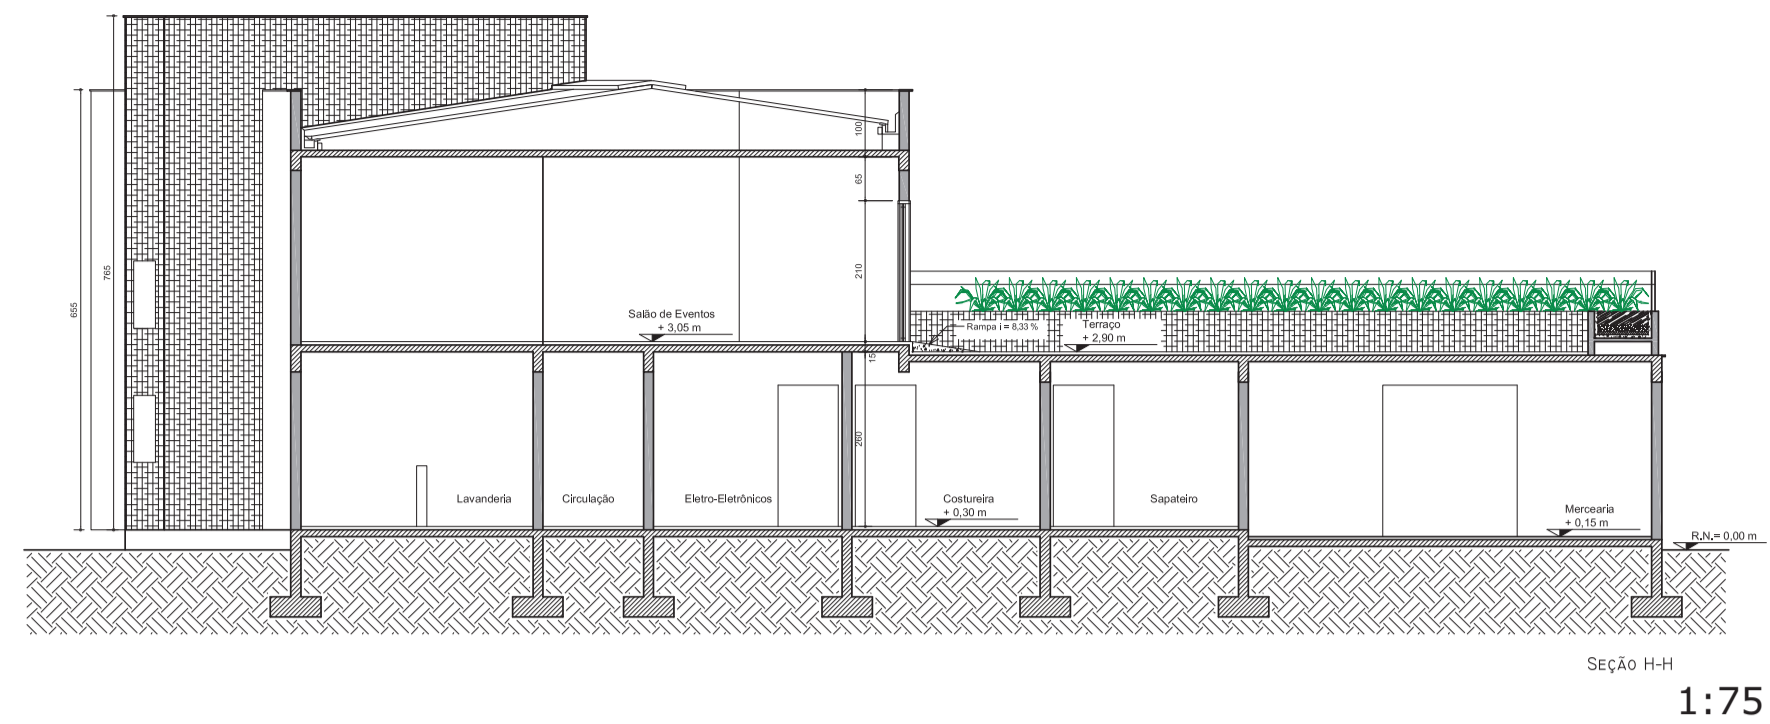 100
65
655
765
210
Salão de Eventos
+ 3,05 m
Rampa i = 8,33 %
Terraço
+ 2,90 m
15
260
Lavanderia
Circulação
Eletro-Eletrônicos
Costureira
+ 0,30 m
Sapateiro
Mercearia
+ 0,15 m
R.N.= 0,00 m
SEÇÃO H-H
1:75